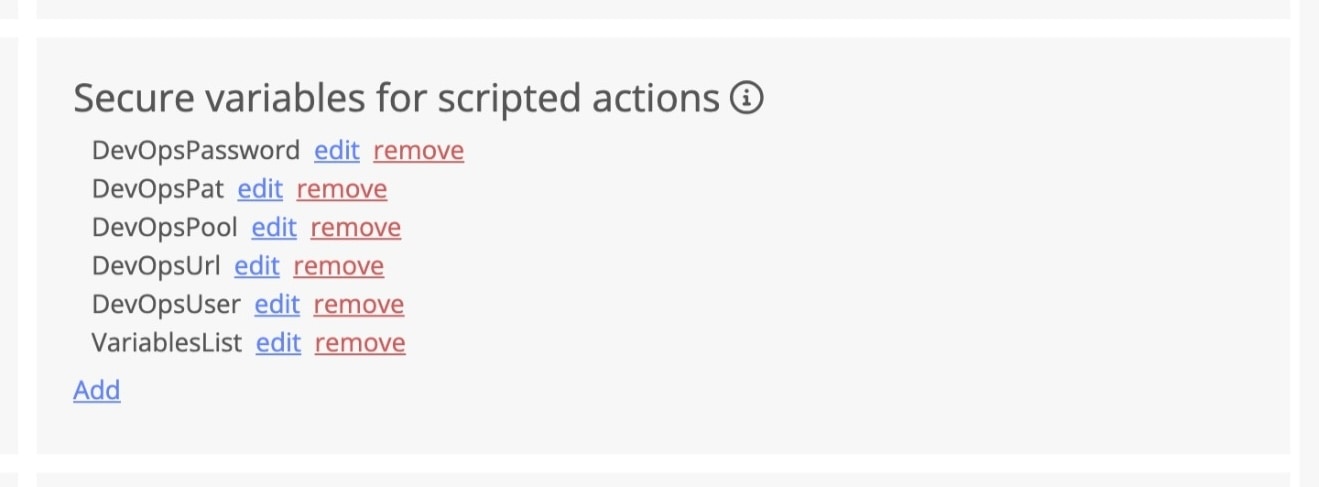 Secure variables for scripted actions
DevOpsPassword edit remove
DevOpsPat edit remove
DevOpsPool edit remove
DevOpsUrl edit remove
DevOpsUser edit remove
VariablesList edit remove
Add